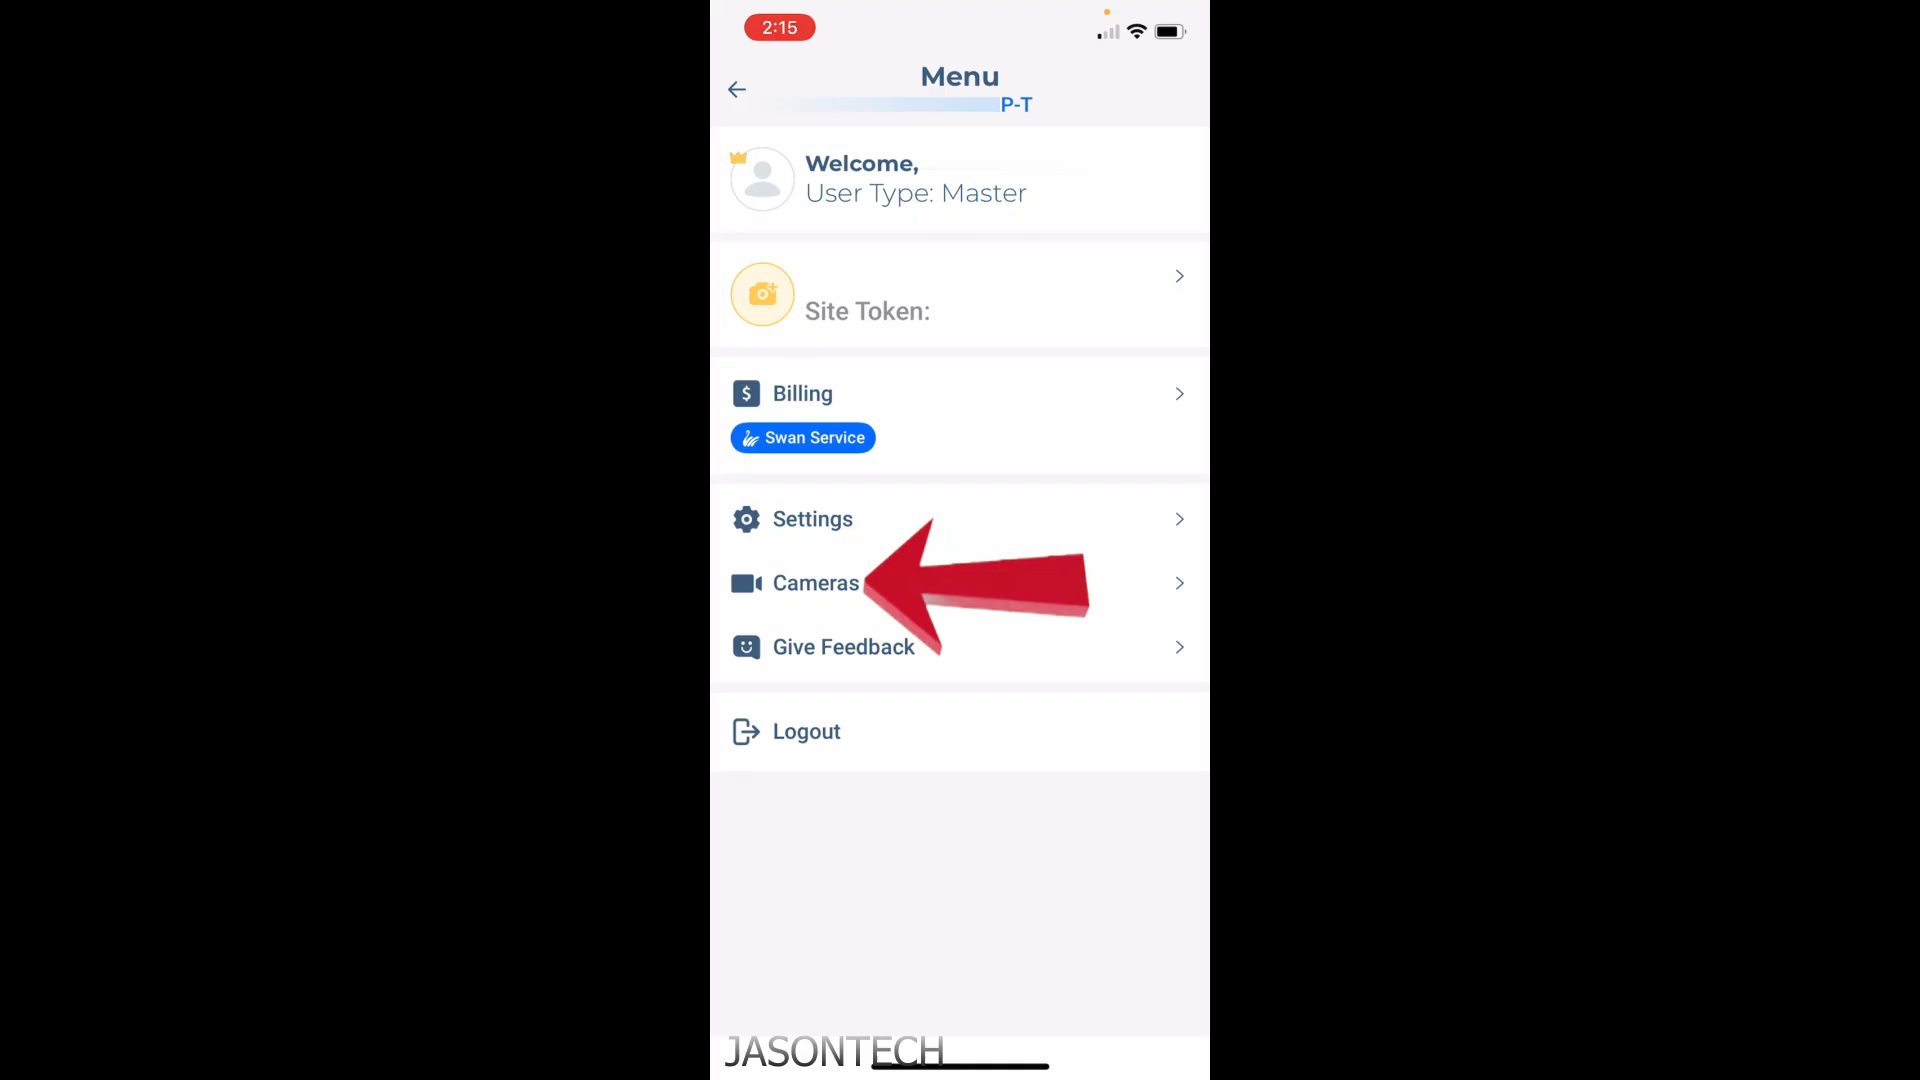 2:15
Menu
P-T
Welcome,
User Type: Master
Site Token:
$ Billing
Swan Service
Settings
Cameras
Give Feedback
Logout
JASONTECH